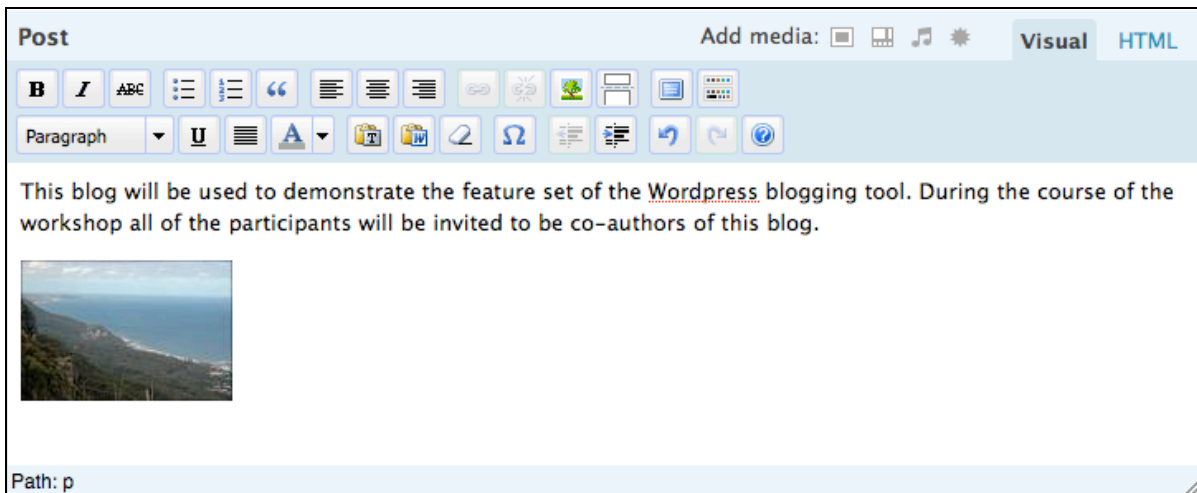 Post Add media: Visual HTML
B I ABC
Paragraph U A T W Ω
This blog will be used to demonstrate the feature set of the Wordpress blogging tool. During the course of the
workshop all of the participants will be invited to be co-authors of this blog.
Path: p